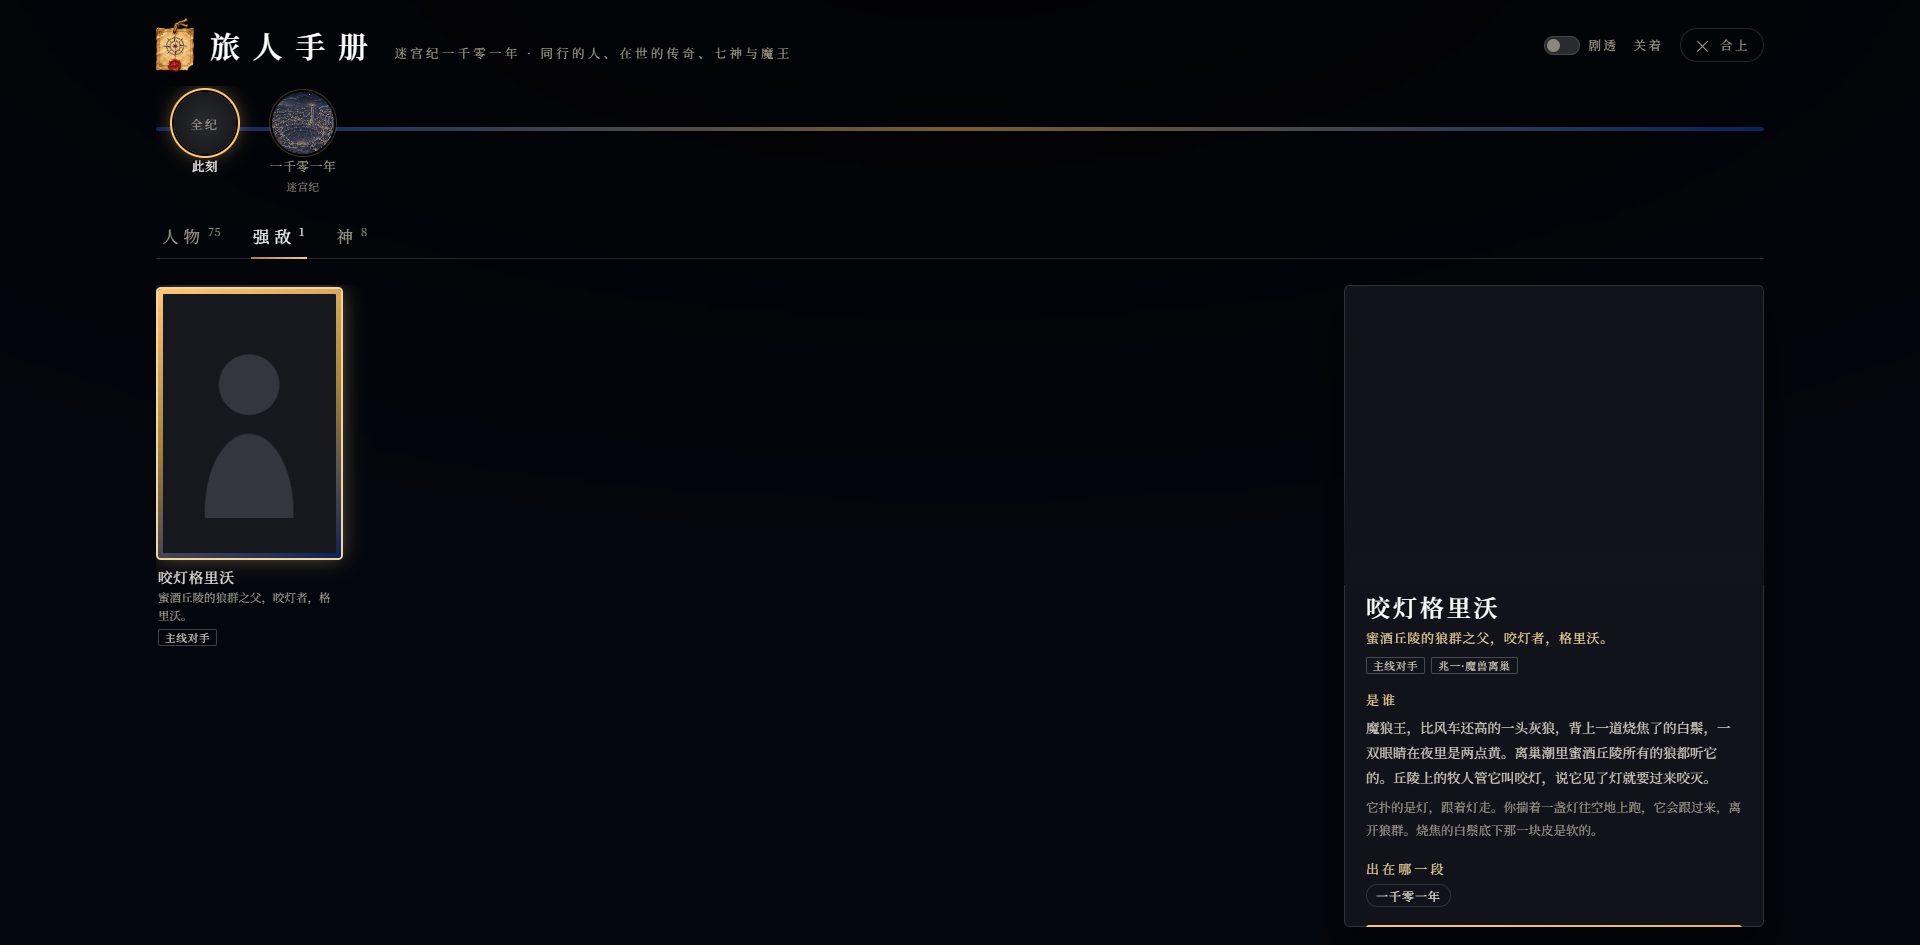 旅人手册
迷宫纪一千零一年 · 同行的人、在世的传奇、七神与魔王
剧透 关着
合上
全纪
此刻
一千零一年
迷宫纪
人物 75
强敌 1
神 8
咬灯格里沃
蜜酒丘陵的狼群之父，咬灯者，格
里沃。
主线对手
咬灯格里沃
蜜酒丘陵的狼群之父，咬灯者，格里沃。
主线对手 兆一·魔兽离巢
是谁
魔狼王，比风车还高的一头灰狼，背上一道烧焦了的白鬃，一
双眼睛在夜里是两点黄。离巢潮里蜜酒丘陵所有的狼都听它
的。丘陵上的牧人管它叫咬灯，说它见了灯就要过来咬灭。
它扑的是灯，跟着灯走。你揣着一盏灯往空地上跑，它会跟过来，离
开狼群。烧焦的白鬃底下那一块皮是软的。
出在哪一段
一千零一年